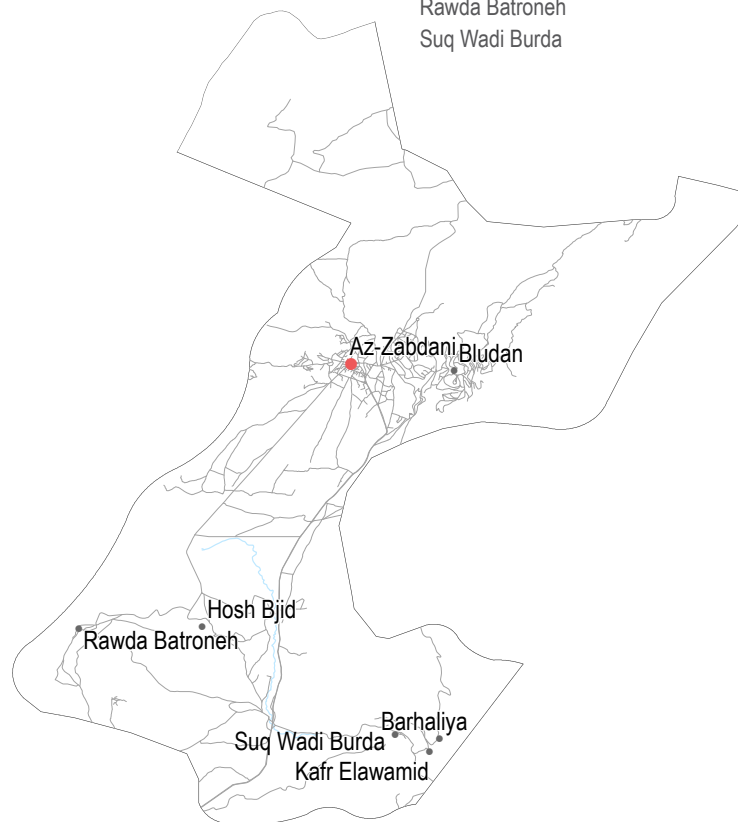 Rawda Batroneh
Suq Wadi Burda
Az-Zabdani
Bludan
Hosh Bjid
Rawda Batroneh
Barhaliya
Suq Wadi Burda
Kafr Elawamid